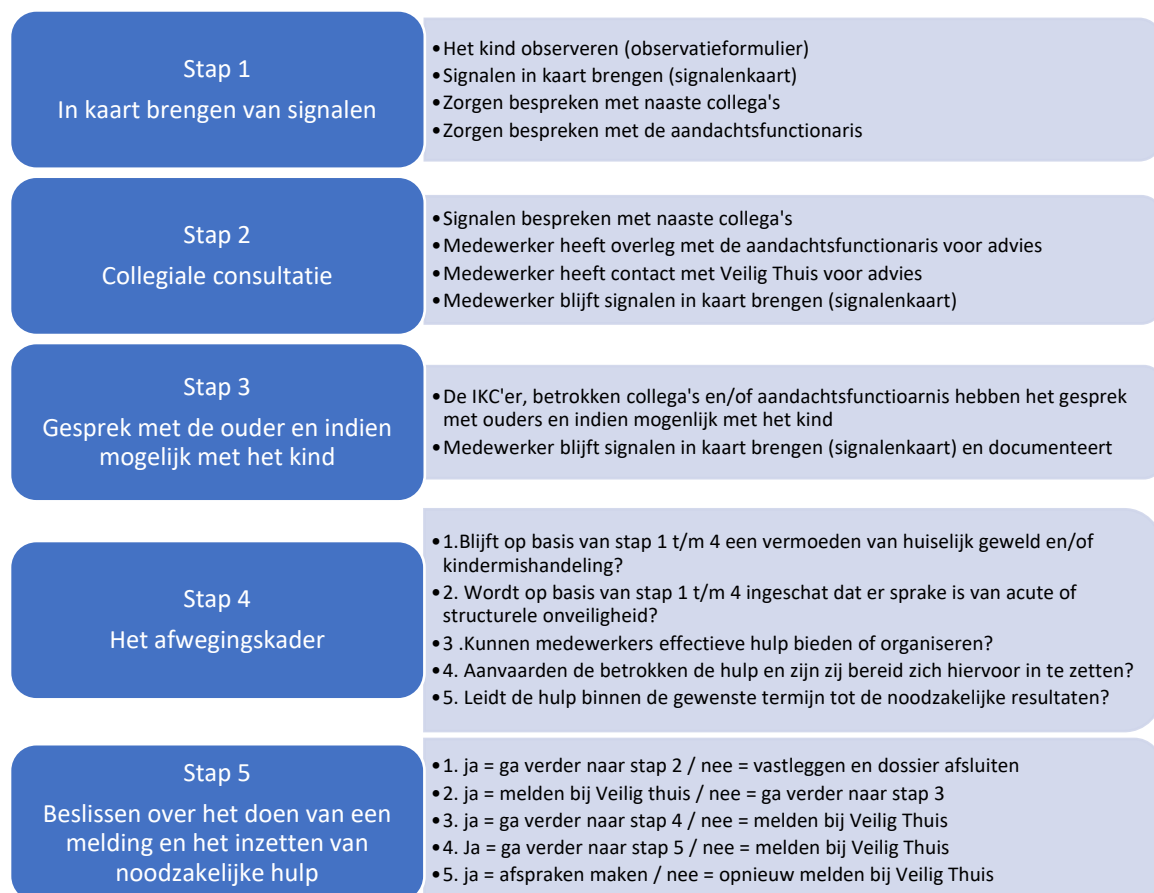 Stap 1
In kaart brengen van signalen
•Het kind observeren (observatieformulier)
•Signalen in kaart brengen (signalenkaart)
•Zorgen bespreken met naaste collega's
•Zorgen bespreken met de aandachtsfunctionaris
Stap 2
Collegiale consultatie
•Signalen bespreken met naaste collega's
•Medewerker heeft overleg met de aandachtsfunctionaris voor advies
•Medewerker heeft contact met Veilig Thuis voor advies
•Medewerker blijft signalen in kaart brengen (signalenkaart)
Stap 3
Gesprek met de ouder en indien
mogelijk met het kind
•De IKC'er, betrokken collega's en/of aandachtsfunctioarnis hebben het gesprek
met ouders en indien mogenlijk met het kind
•Medewerker blijft signalen in kaart brengen (signalenkaart) en documenteert
Stap 4
Het afwegingskader
•1.Blijft op basis van stap 1 t/m 4 een vermoeden van huiselijk geweld en/of
kindermishandeling?
•2. Wordt op basis van stap 1 t/m 4 ingeschat dat er sprake is van acute of
structurele onveiligheid?
•3 .Kunnen medewerkers effectieve hulp bieden of organiseren?
•4. Aanvaarden de betrokken de hulp en zijn zij bereid zich hiervoor in te zetten?
•5. Leidt de hulp binnen de gewenste termijn tot de noodzakelijke resultaten?
Stap 5
Beslissen over het doen van een
melding en het inzetten van
noodzakelijke hulp
•1. ja = ga verder naar stap 2 / nee = vastleggen en dossier afsluiten
•2. ja = melden bij Veilig thuis / nee = ga verder naar stap 3
•3. ja = ga verder naar stap 4 / nee = melden bij Veilig Thuis
•4. Ja = ga verder naar stap 5 / nee = melden bij Veilig Thuis
•5. ja = afspraken maken / nee = opnieuw melden bij Veilig Thuis